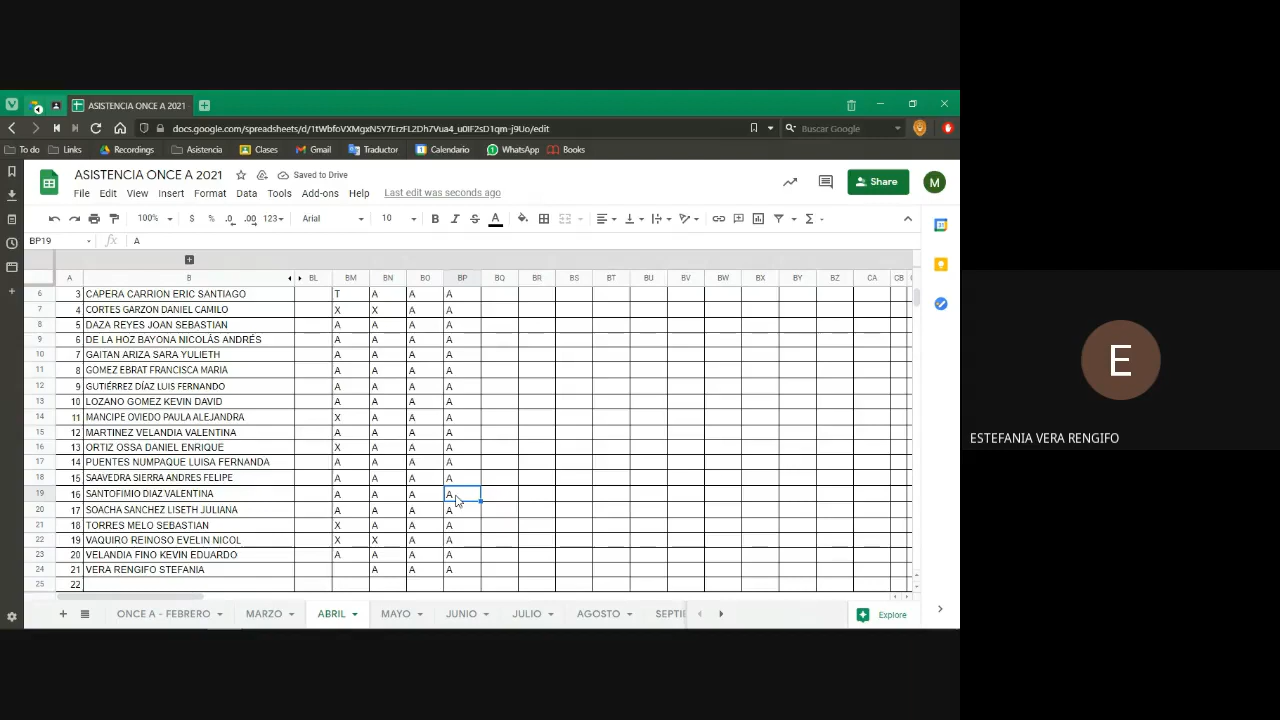 ASISTENCIA ONCE A 2021
docs.google.com/spreadsheets/d/1tWbfoVXMgxN5Y7ErzFL2Dh7Vua4_u0IF2sD1qm-j9Uo/edit
Buscar Google
To do Links Recordings Asistencia Clases Gmail Traductor Calendario WhatsApp Books
ASISTENCIA ONCE A 2021 Saved to Drive
File Edit View Insert Format Data Tools Add-ons Help Last edit was seconds ago
Share M
100% $ % .0 .00 123 Arial 10 B I S A
BP19 fx A
A B BL BM BN BO BP BQ BR BS BT BU BV BW BX BY BZ CA CB
6 3 CAPERA CARRION ERIC SANTIAGO T A A A
7 4 CORTES GARZON DANIEL CAMILO X X A A
8 5 DAZA REYES JOAN SEBASTIAN A A A A
9 6 DE LA HOZ BAYONA NICOLÁS ANDRÉS A A A A
10 7 GAITAN ARIZA SARA YULIETH A A A A
11 8 GOMEZ EBRAT FRANCISCA MARIA A A A A
12 9 GUTIÉRREZ DÍAZ LUIS FERNANDO A A A A
13 10 LOZANO GOMEZ KEVIN DAVID A A A A
14 11 MANCIPE OVIEDO PAULA ALEJANDRA X A A A
15 12 MARTINEZ VELANDIA VALENTINA A A A A
16 13 ORTIZ OSSA DANIEL ENRIQUE X A A A
17 14 PUENTES NUMPAQUE LUISA FERNANDA A A A A
18 15 SAAVEDRA SIERRA ANDRES FELIPE A A A A
19 16 SANTOFIMIO DIAZ VALENTINA A A A A
20 17 SOACHA SANCHEZ LISETH JULIANA A A A A
21 18 TORRES MELO SEBASTIAN X A A A
22 19 VAQUIRO REINOSO EVELIN NICOL X X A A
23 20 VELANDIA FINO KEVIN EDUARDO A A A A
24 21 VERA RENGIFO STEFANIA A A A
25 22
ONCE A - FEBRERO MARZO ABRIL MAYO JUNIO JULIO AGOSTO SEPTIE Explore
E
ESTEFANIA VERA RENGIFO